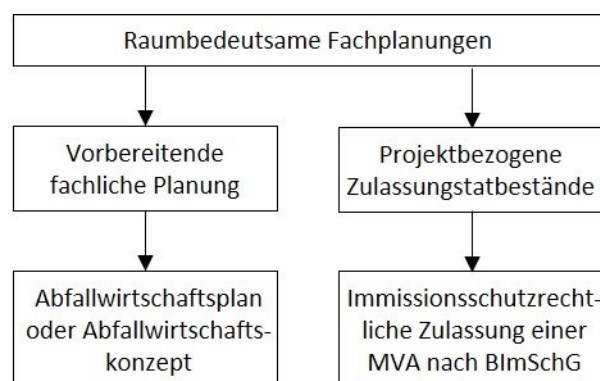 Raumbedeutsame Fachplanungen
Vorbereitende
fachliche Planung
Projektbezogene
Zulassungstatbestände
Abfallwirtschaftsplan
oder Abfallwirtschafts-
konzept
Immissionsschutzrecht-
liche Zulassung einer
MVA nach BImSchG